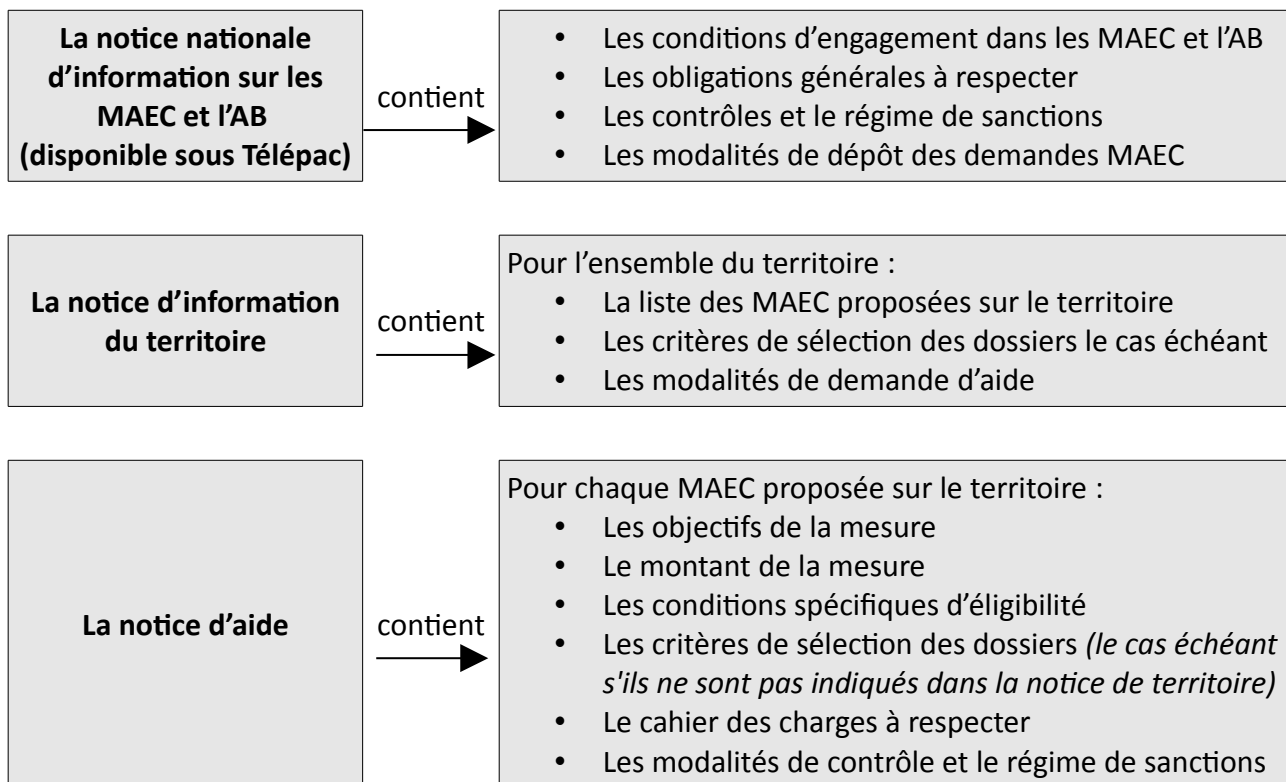 La notice nationale
d’information sur les
MAEC et l’AB
(disponible sous Télépac)
contient
• Les conditions d’engagement dans les MAEC et l’AB
• Les obligations générales à respecter
• Les contrôles et le régime de sanctions
• Les modalités de dépôt des demandes MAEC
La notice d’information
du territoire
contient
Pour l’ensemble du territoire :
• La liste des MAEC proposées sur le territoire
• Les critères de sélection des dossiers le cas échéant
• Les modalités de demande d’aide
La notice d’aide
contient
Pour chaque MAEC proposée sur le territoire :
• Les objectifs de la mesure
• Le montant de la mesure
• Les conditions spécifiques d’éligibilité
• Les critères de sélection des dossiers (le cas échéant
s'ils ne sont pas indiqués dans la notice de territoire)
• Le cahier des charges à respecter
• Les modalités de contrôle et le régime de sanctions